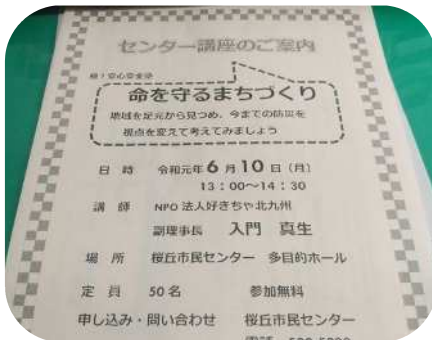 センター講座のご案内
命を守るまちづくり
地域を足元から見つめ、今までの防災を
視点を変えて考えてみましょう
日 時 令和元年6月10日(月)
13:00~14:30
講 師 NPO 法人好きちゃ北九州
副理事長 入門 真生
場 所 桜丘市民センター 多目的ホール
定 員 50名 参加無料
申し込み・問い合わせ 桜丘市民センター